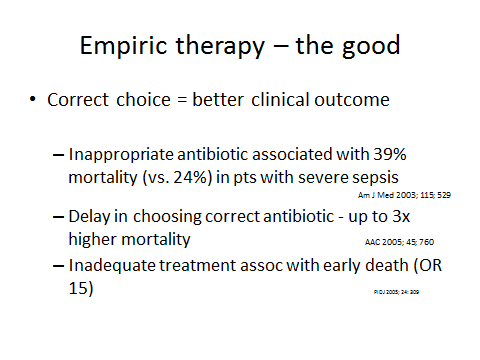 Empiric therapy – the good
• Correct choice = better clinical outcome
– Inappropriate antibiotic associated with 39%
mortality (vs. 24%) in pts with severe sepsis
Am J Med 2003; 115; 529
– Delay in choosing correct antibiotic - up to 3x
higher mortality
AAC 2005; 45; 760
– Inadequate treatment assoc with early death (OR
15)
PIDJ 2005; 24: 309